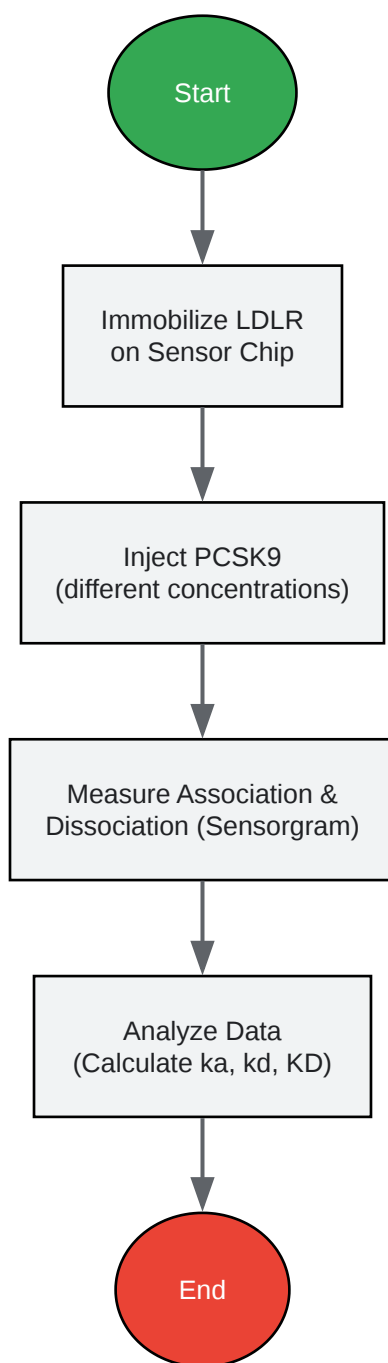 Start
Immobilize LDLR
on Sensor Chip
Inject PCSK9
(different concentrations)
Measure Association &
Dissociation (Sensorgram)
Analyze Data
(Calculate ka, kd, KD)
End